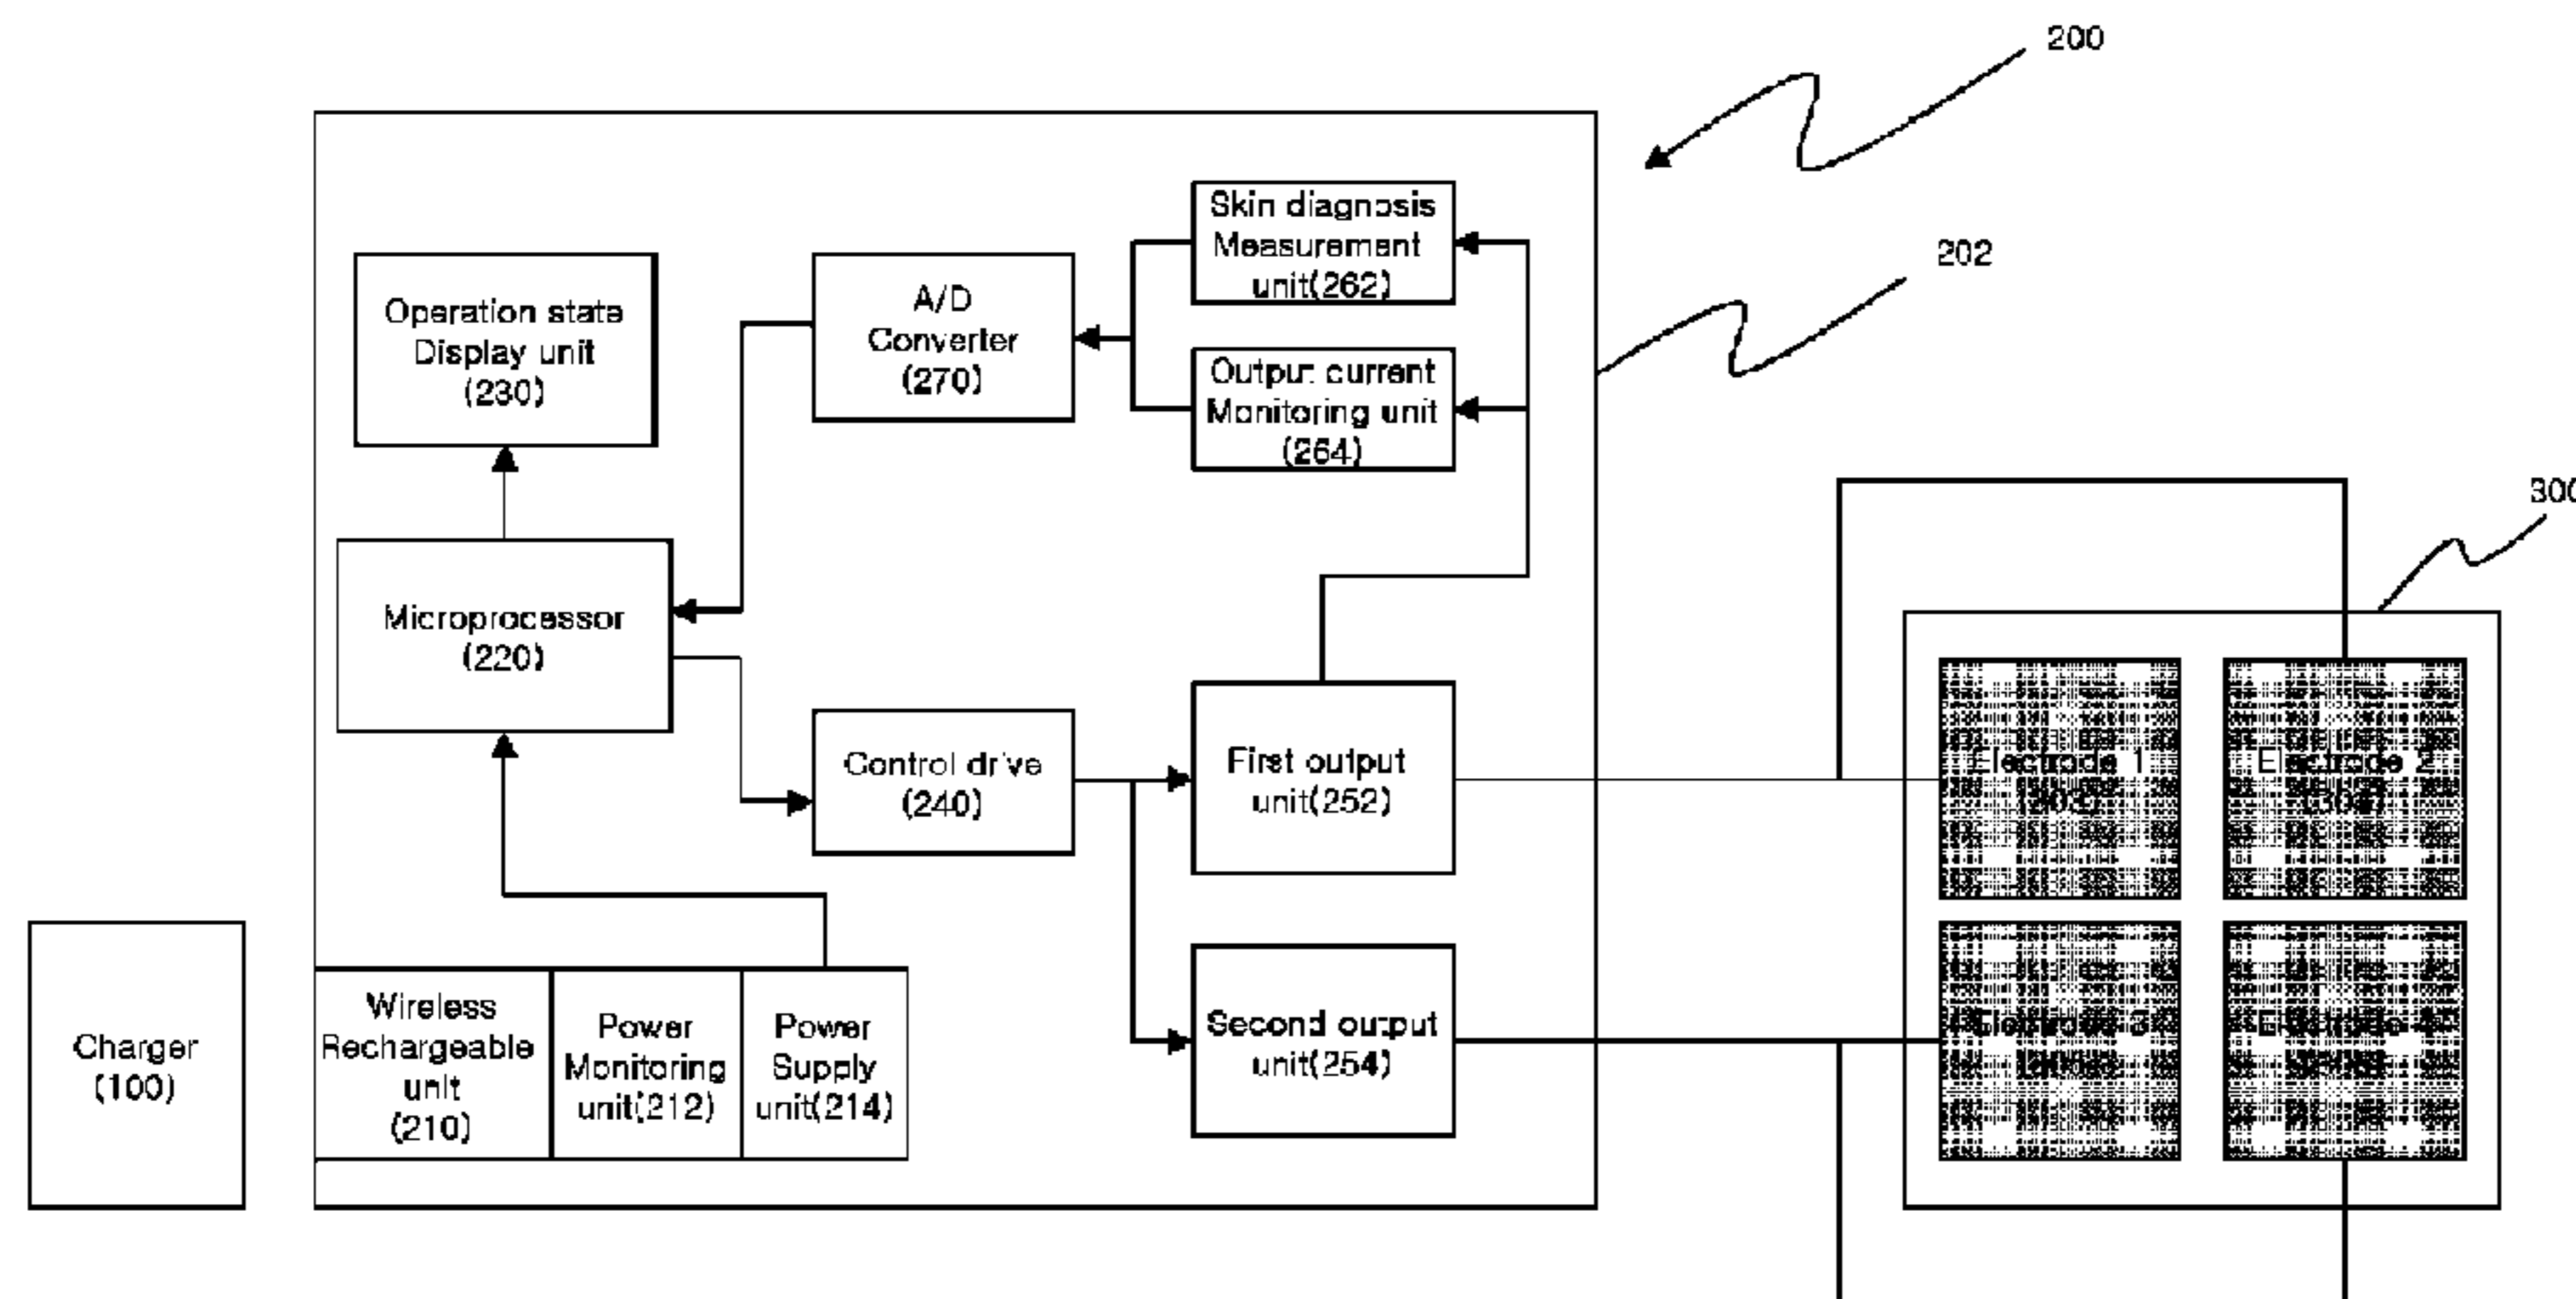 200
202
Skin diagnosis
Measurement
unit(262)
Operation state
Display unit
(230)
A/D
Converter
(270)
Output current
Monitoring unit
(264)
300
Microprocessor
(220)
Control drive
(240)
First output
unit(252)
Electrode 1
Electrode 2
Second output
unit(254)
Charger
(100)
Wireless
Rechargeable
unit
(210)
Power
Monitoring
unit(212)
Power
Supply
unit(214)
Electrode
Electrode